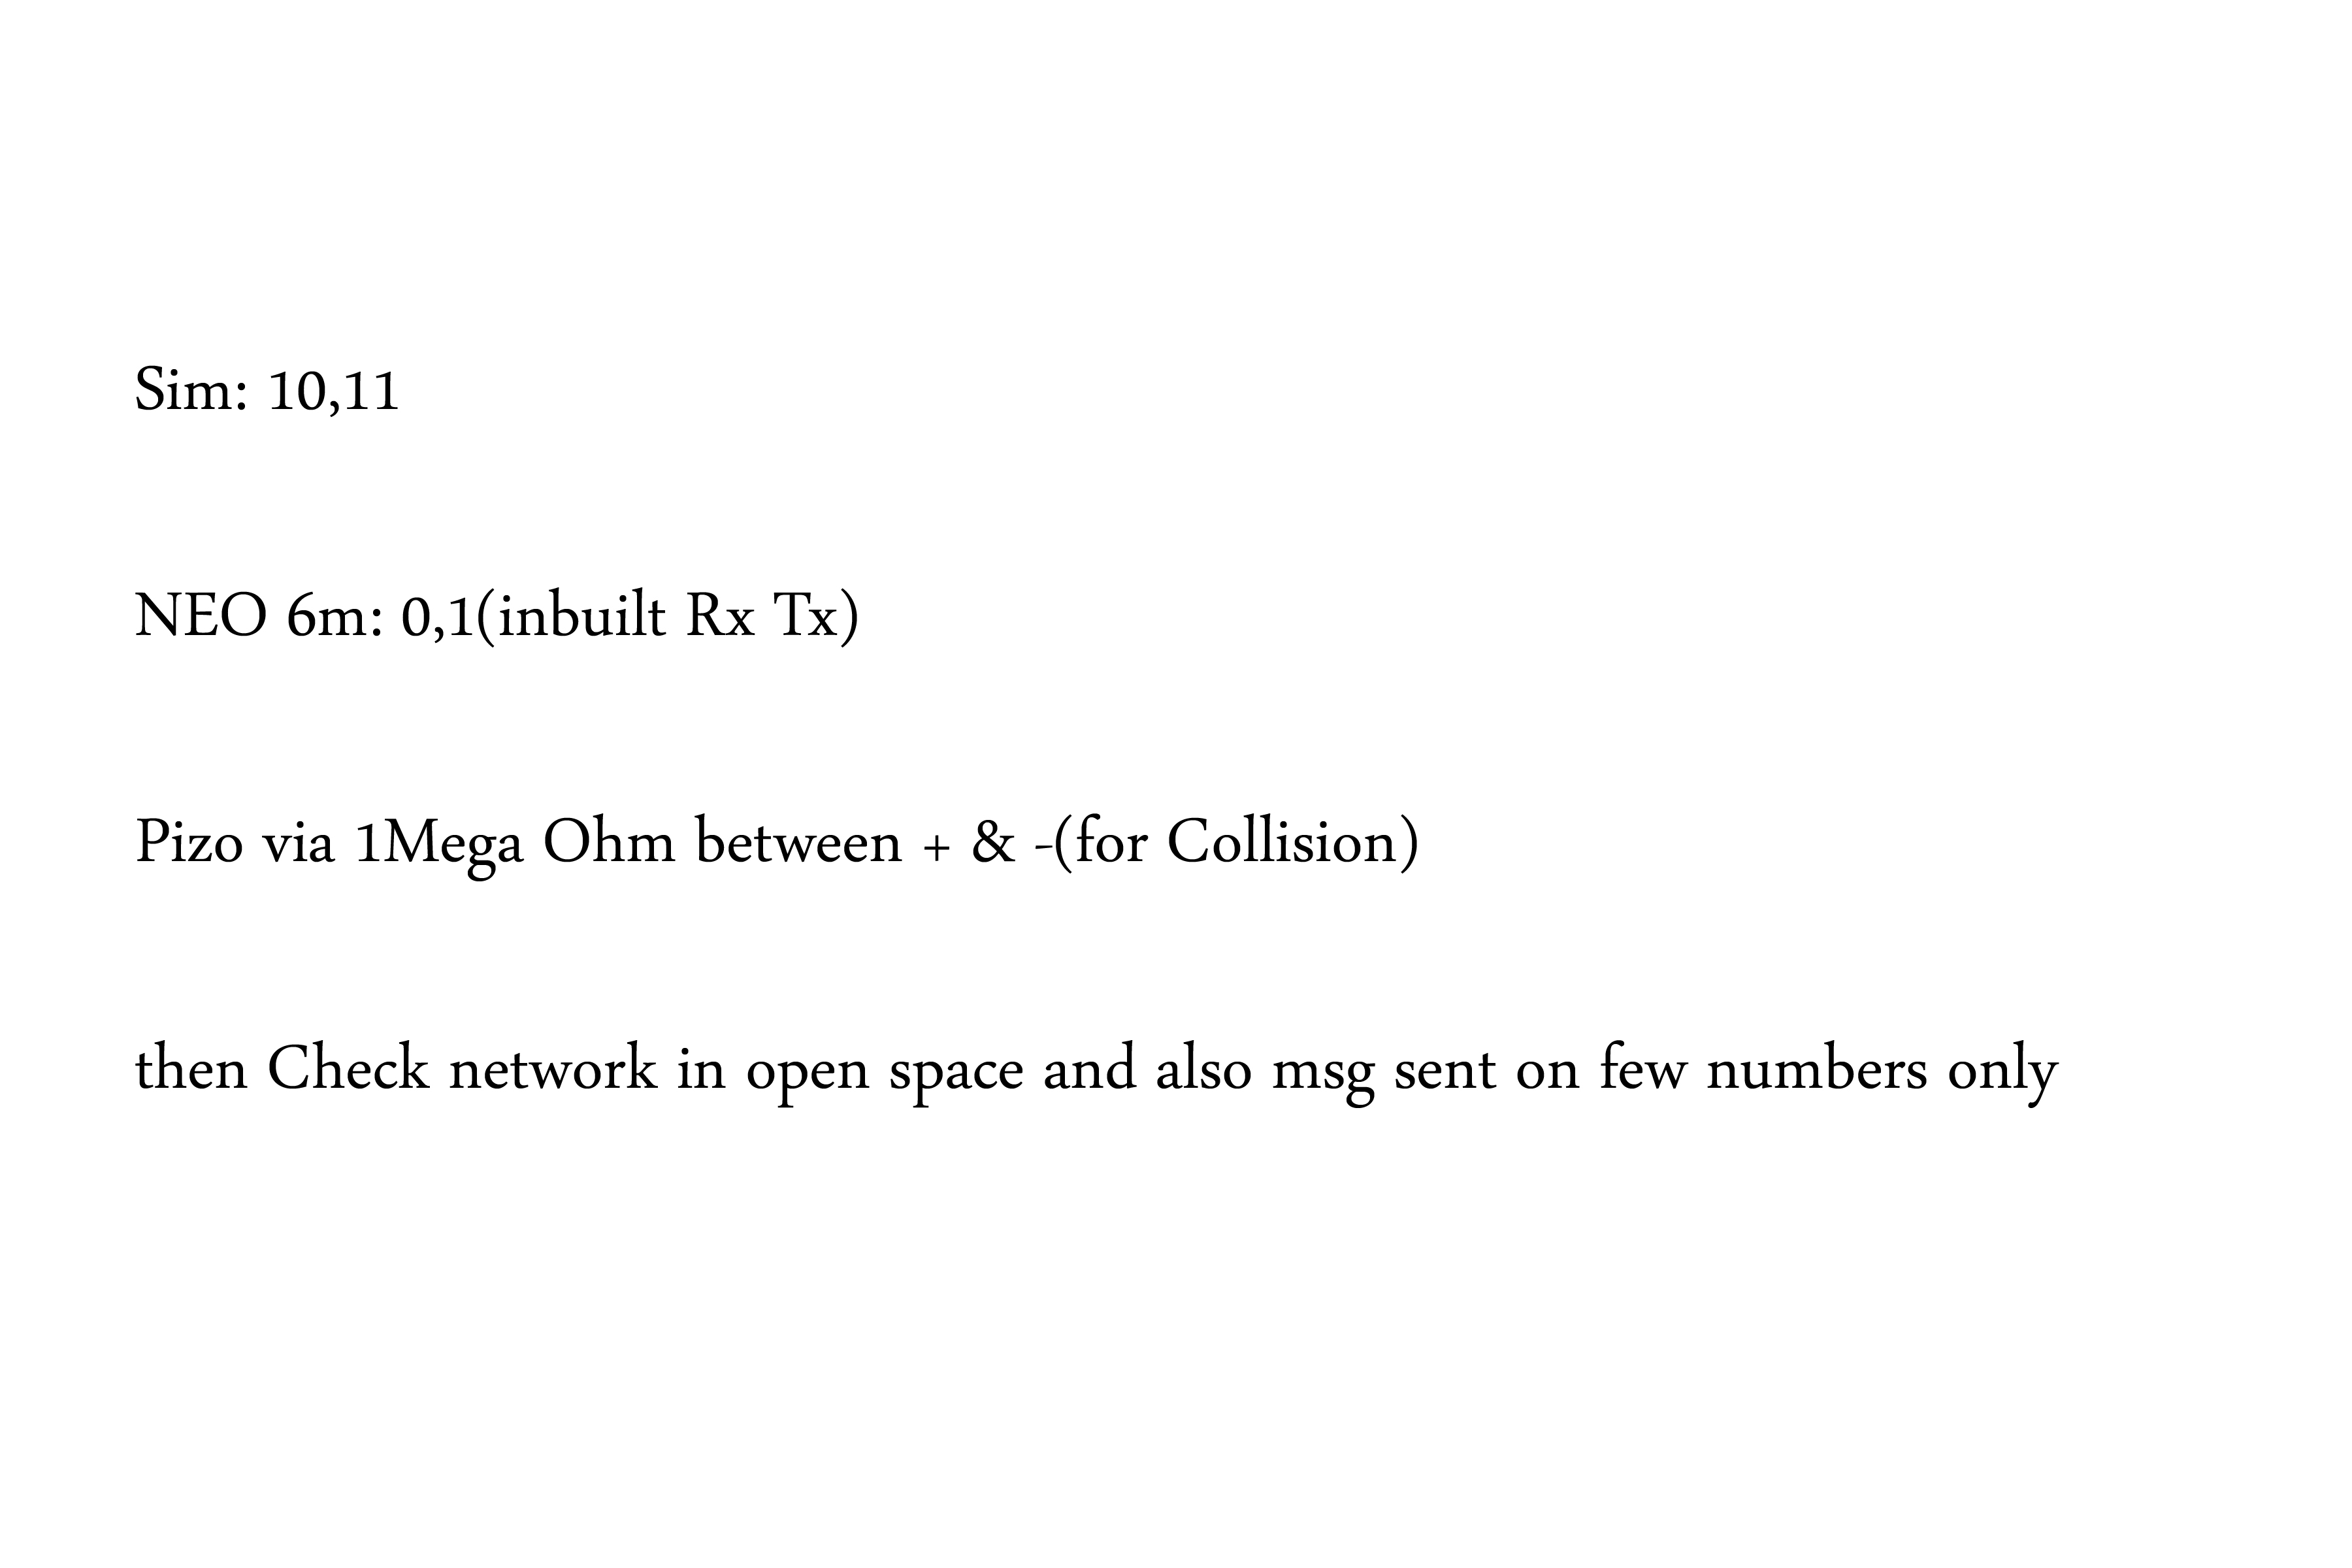 Sim: 10,11
NEO 6m: 0,1(inbuilt Rx Tx)
Pizo via 1Mega Ohm between + & -(for Collision)
then Check network in open space and also msg sent on few numbers only